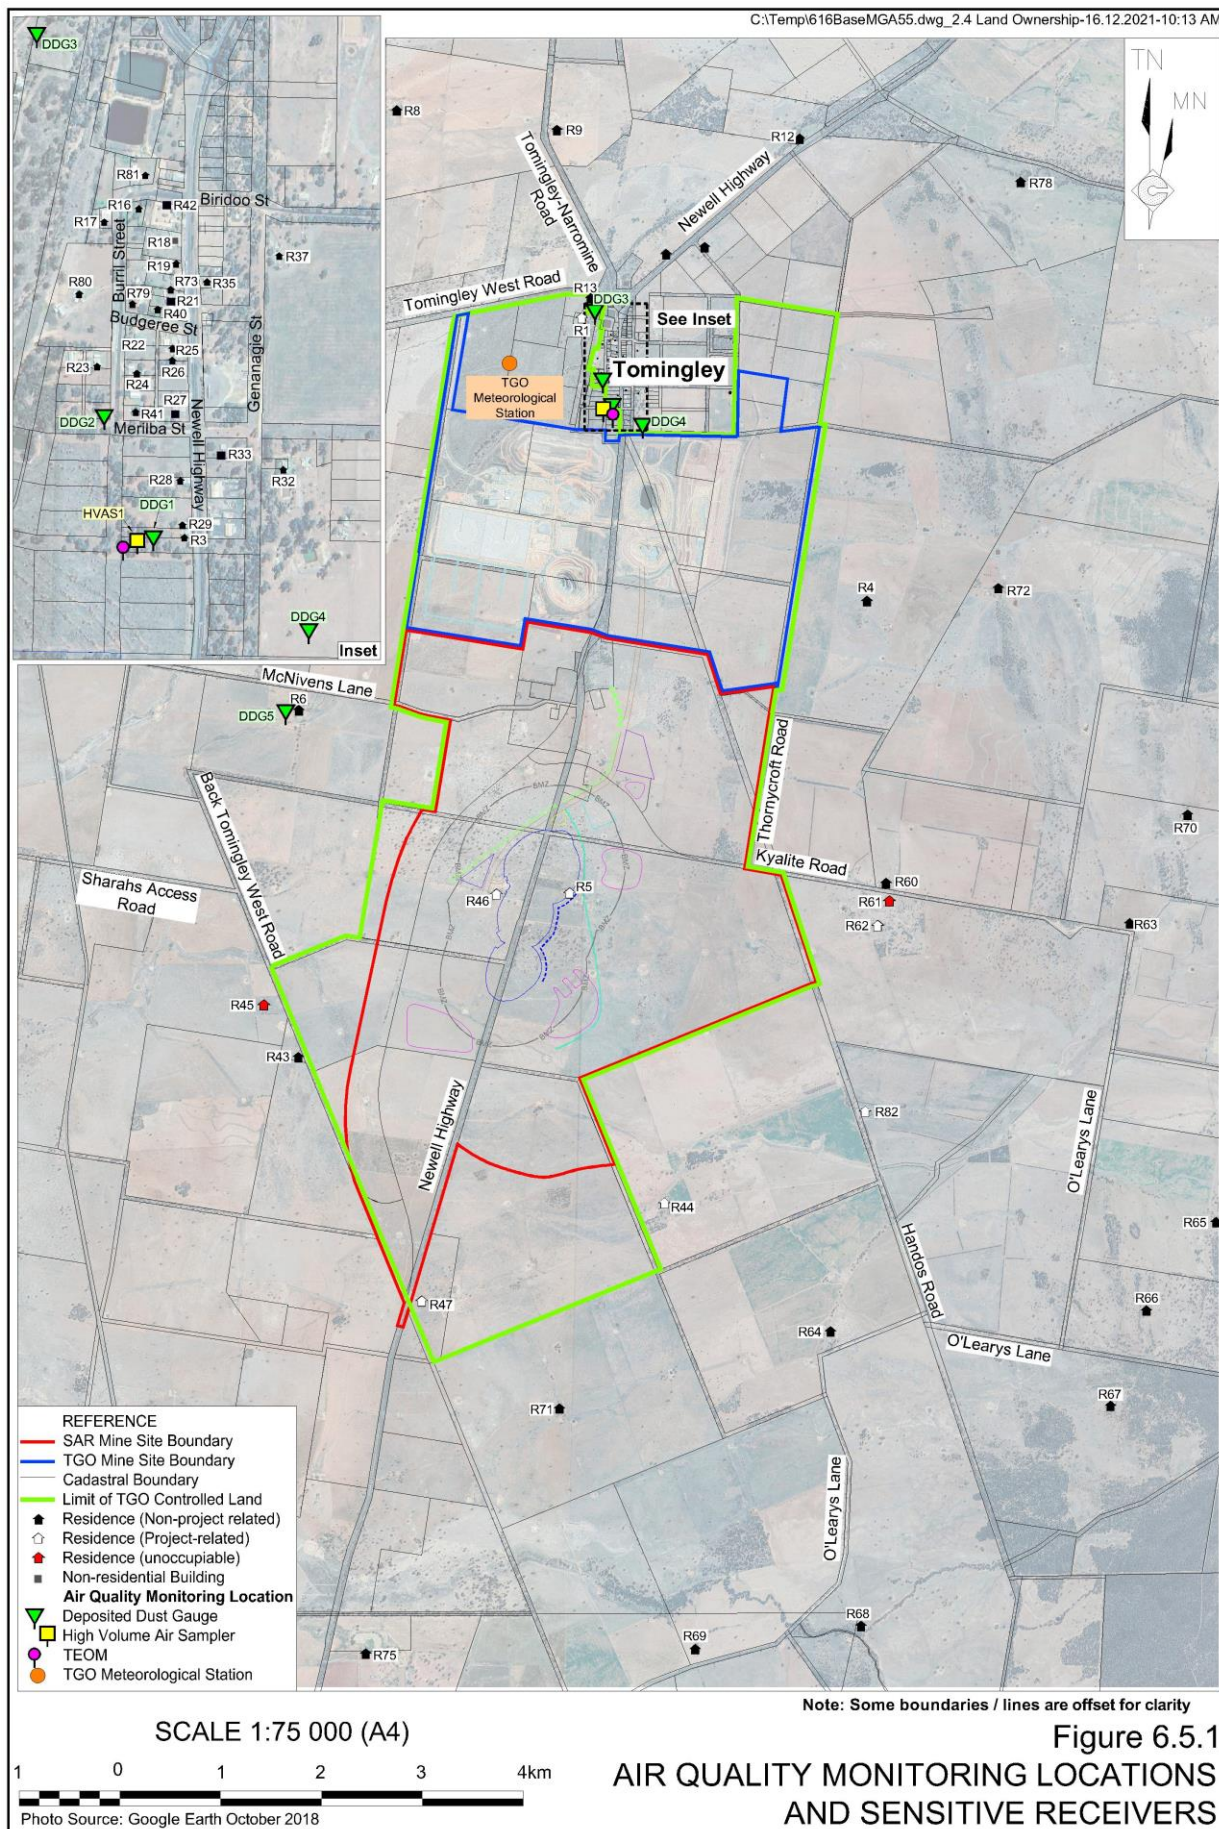 C:\Temp\616BaseMGA55.dwg_2.4 Land Ownership-16.12.2021-10:13 AM
TN
MN
DDG3
R81
R16
R42
Biridoo St
R17
R18
R19
R37
Burril Street
R80
R73
R35
R79
R21
R40
Budgeree St
R22
R25
R23
R26
R24
Genanagie St
R41
R27
DDG2
Merilba St
Newell Highway
R33
R28
R32
HVAS1
DDG1
R29
R3
DDG4
Inset
R8
R9
Tomingley-Narromine
Road
R12
Newell Highway
R78
Tomingley West Road
R13
DDG3
R1
See Inset
Tomingley
TGO
Meteorological
Station
DDG4
R4
R72
McNivens Lane
R6
DDG5
Back Tomingley West Road
Thornycroft Road
R70
Kyalite Road
Sharahs Access
Road
R46
R5
R60
R61
R62
R63
BMZ
BMZ
BMZ
BMZ
BMZ
BMZ
BMZ
BMZ
BMZ
R45
R43
Newell Highway
R82
O'Learys Lane
R44
R65
Handos Road
R47
R66
R64
O'Learys Lane
R71
R67
O'Learys Lane
R68
R69
R75
REFERENCE
SAR Mine Site Boundary
TGO Mine Site Boundary
Cadastral Boundary
Limit of TGO Controlled Land
Residence (Non-project related)
Residence (Project-related)
Residence (unoccupiable)
Non-residential Building
Air Quality Monitoring Location
Deposited Dust Gauge
High Volume Air Sampler
TEOM
TGO Meteorological Station
Note: Some boundaries / lines are offset for clarity
SCALE 1:75 000 (A4)
1 0 1 2 3 4km
Photo Source: Google Earth October 2018
Figure 6.5.1
AIR QUALITY MONITORING LOCATIONS
AND SENSITIVE RECEIVERS